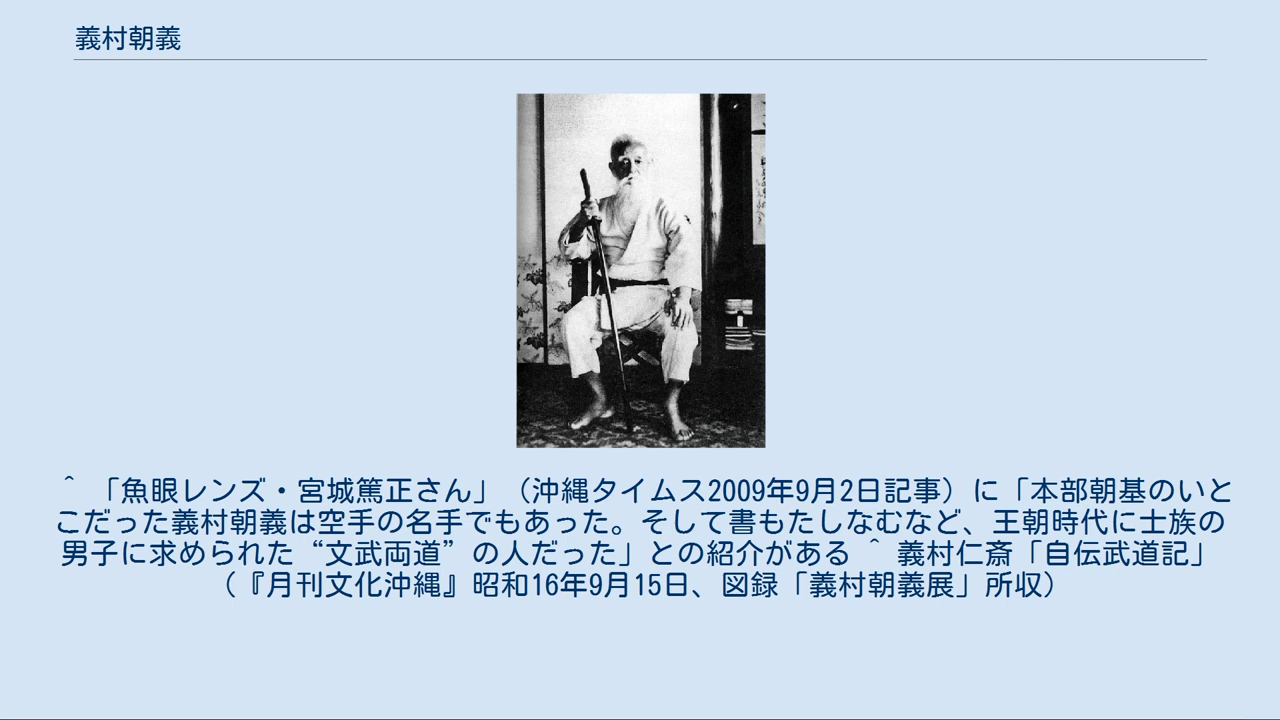 義村朝義
^ 「魚眼レンズ・宮城篤正さん」（沖縄タイムス2009年9月2日記事）に「本部朝基のいと
こだった義村朝義は空手の名手でもあった。そして書もたしなむなど、王朝時代に士族の
男子に求められた“文武両道”の人だった」との紹介がある ^ 義村仁斎「自伝武道記」
（『月刊文化沖縄』昭和16年9月15日、図録「義村朝義展」所収）